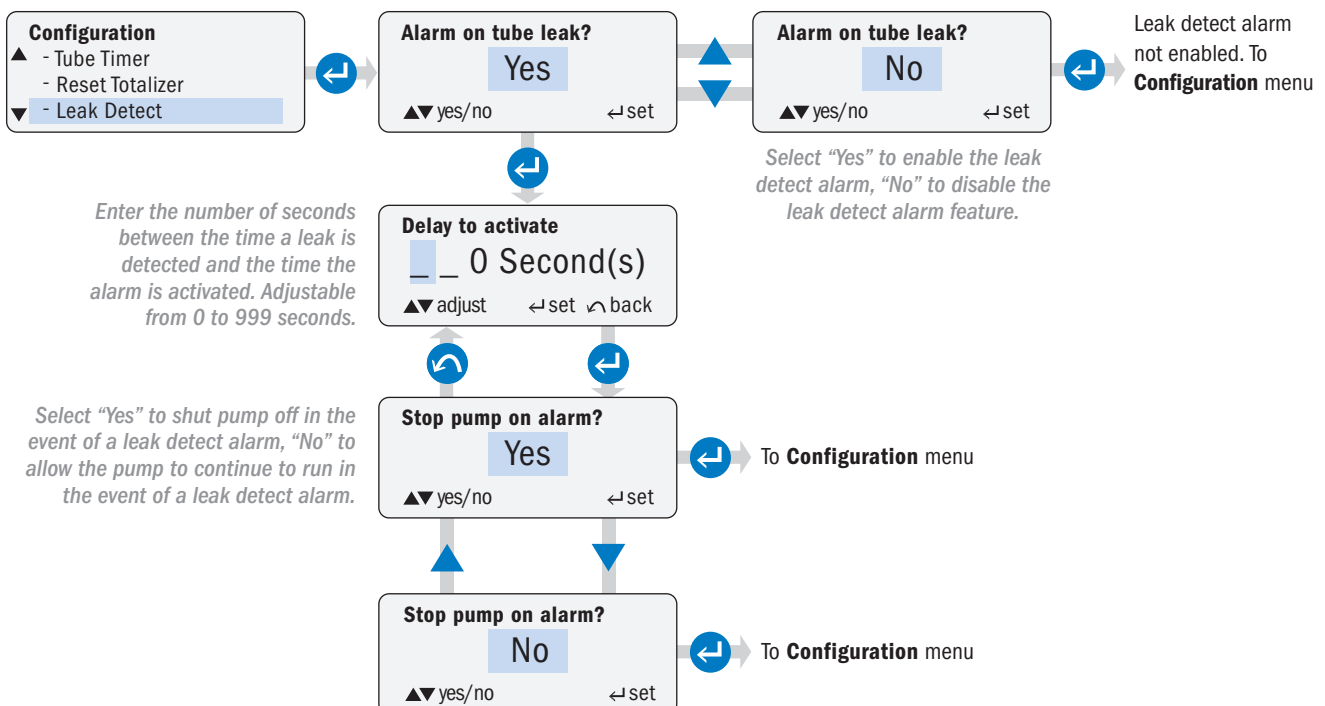 Configuration
- Tube Timer
- Reset Totalizer
- Leak Detect
Alarm on tube leak?
Yes
▲▼ yes/no ↵ set
Alarm on tube leak?
No
▲▼ yes/no ↵ set
Leak detect alarm
not enabled. To
Configuration menu
Select “Yes” to enable the leak
detect alarm, “No” to disable the
leak detect alarm feature.
Enter the number of seconds
between the time a leak is
detected and the time the
alarm is activated. Adjustable
from 0 to 999 seconds.
Delay to activate
_ _ 0 Second(s)
▲▼ adjust ↵ set ↶ back
Select “Yes” to shut pump off in the
event of a leak detect alarm, “No” to
allow the pump to continue to run in
the event of a leak detect alarm.
Stop pump on alarm?
Yes
▲▼ yes/no ↵ set
To Configuration menu
Stop pump on alarm?
No
▲▼ yes/no ↵ set
To Configuration menu